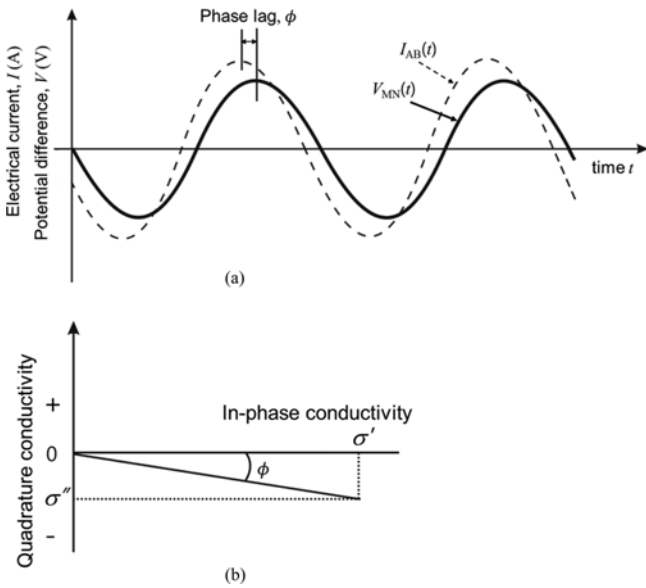 Phase lag, ϕ
Electrical current, I (A)
Potential difference, V (V)
I_AB(t)
V_MN(t)
time t
(a)
Quadrature conductivity
+
In-phase conductivity
σ′
0
ϕ
σ″
-
(b)